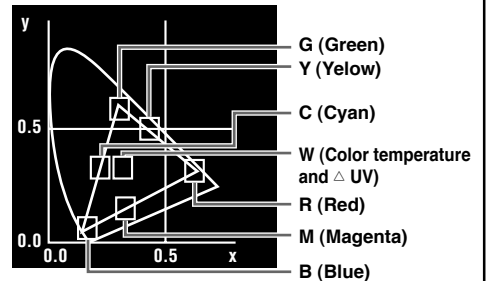 y
G (Green)
Y (Yelow)
C (Cyan)
0.5
W (Color temperature
and △ UV)
R (Red)
M (Magenta)
0.0
0.0 0.5 x
B (Blue)